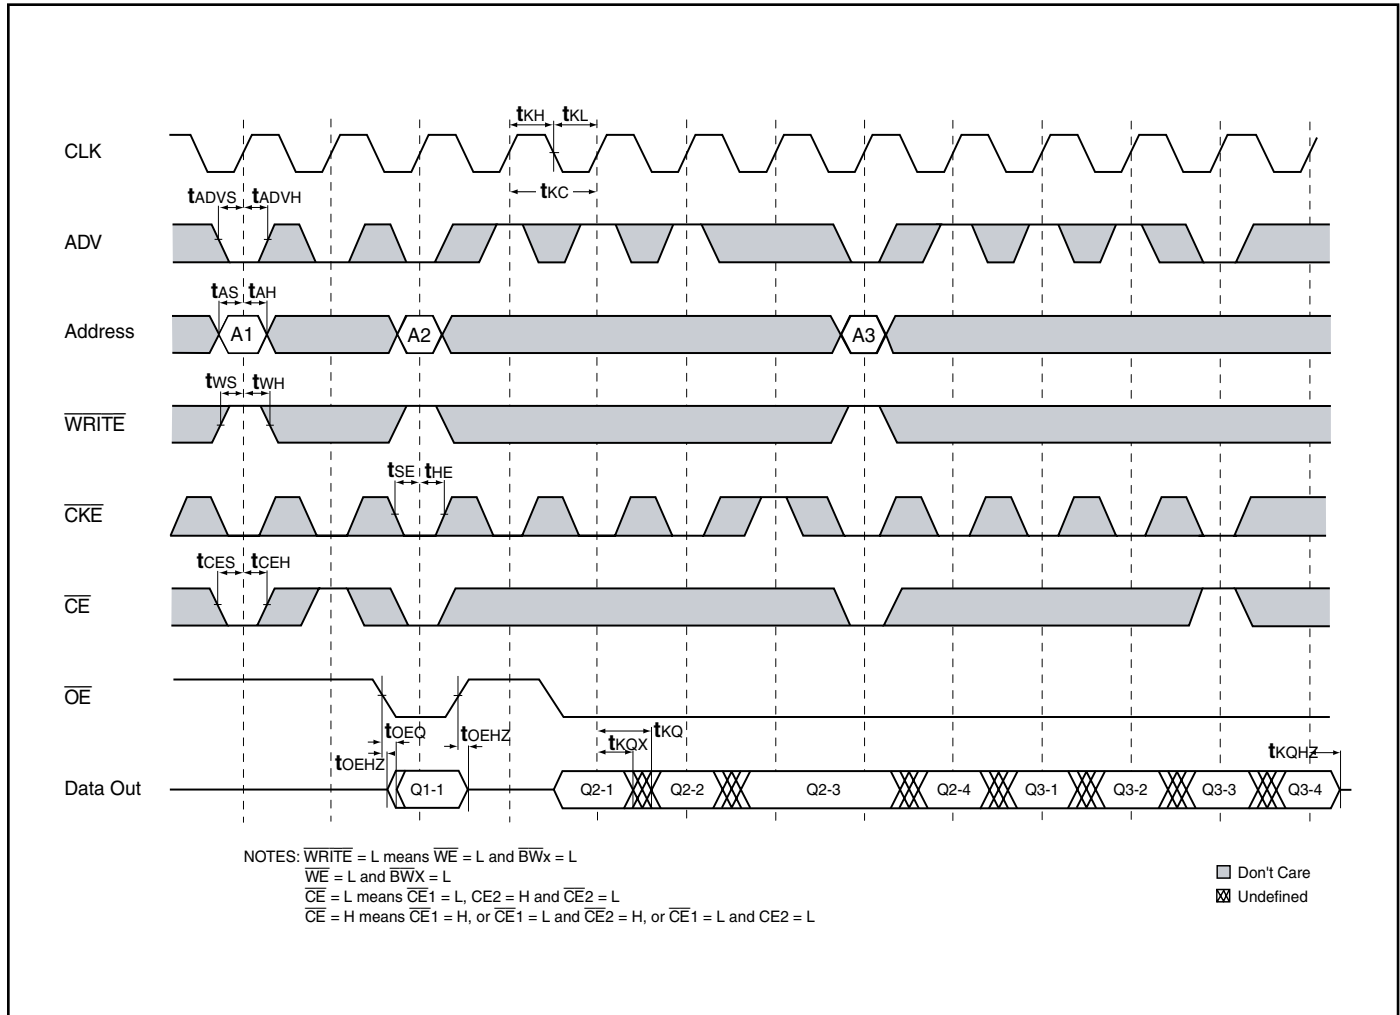 tKH tKL
CLK
tKC
tADVS tADVH
ADV
tAS tAH
Address A1 A2 A3
tWS tWH
WRITE
tSE tHE
CKE
tCES tCEH
CE
OE
tOEQ tOEHZ tKQ
tKQX
tOEHZ tKQHZ
Data Out Q1-1 Q2-1 Q2-2 Q2-3 Q2-4 Q3-1 Q3-2 Q3-3 Q3-4
NOTES: WRITE = L means WE = L and BWx = L
WE = L and BWX = L
CE = L means CE1 = L, CE2 = H and CE2 = L
CE = H means CE1 = H, or CE1 = L and CE2 = H, or CE1 = L and CE2 = L
Don't Care
Undefined